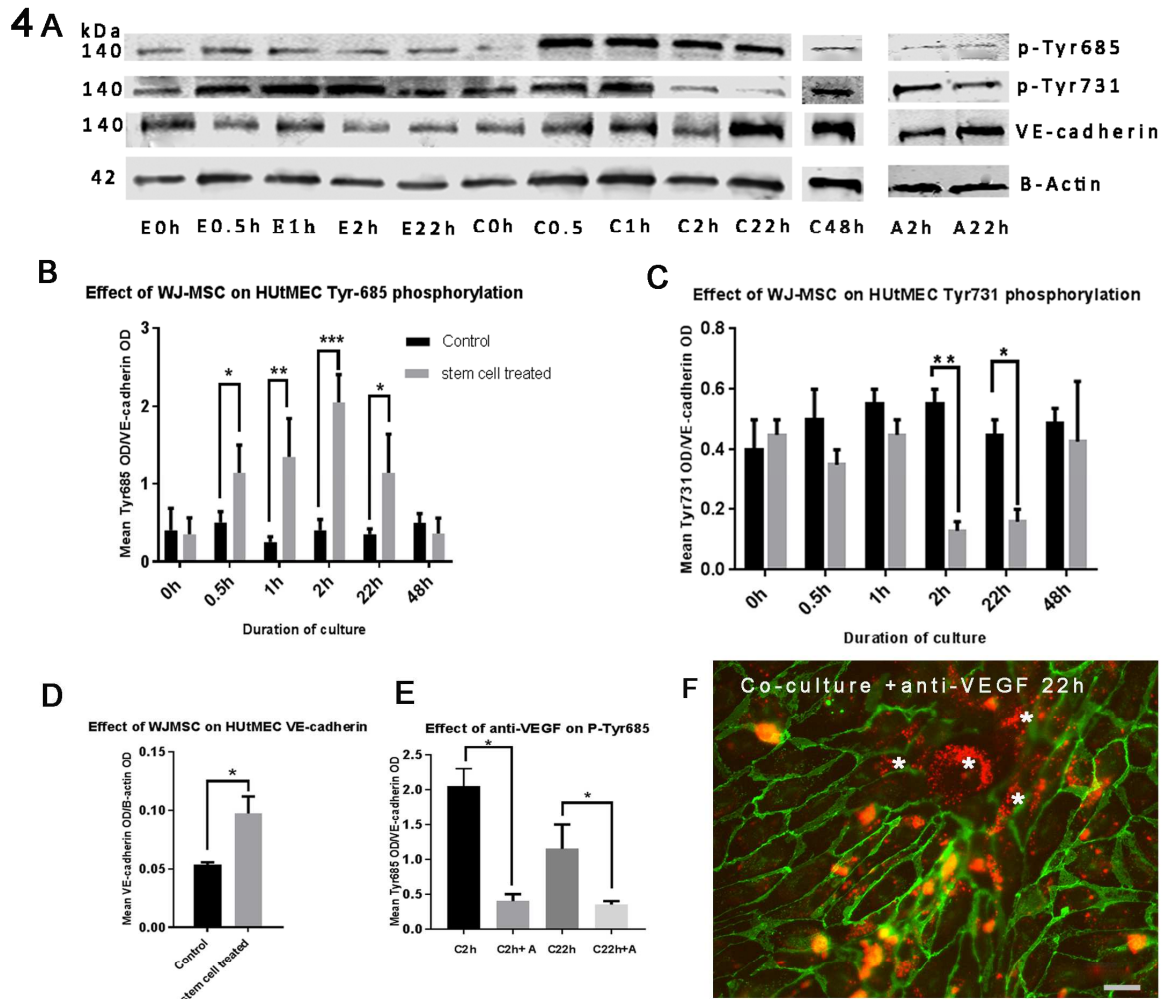 4 A
kDa
140
p-Tyr685
140
p-Tyr731
140
VE-cadherin
42
B-Actin
E0h E0.5h E1h E2h E22h C0h C0.5 C1h C2h C22h C48h A2h A22h
B
Effect of WJ-MSC on HUtMEC Tyr-685 phosphorylation
Mean Tyr685 OD/VE-cadherin OD
3
2
1
0
* ** *** *
Control
stem cell treated
0h 0.5h 1h 2h 22h 48h
Duration of culture
C
Effect of WJ-MSC on HUtMEC Tyr731 phosphorylation
Mean Tyr731 OD/VE-cadherin OD
0.8
0.6
0.4
0.2
0.0
** *
0h 0.5h 1h 2h 22h 48h
Duration of culture
D
Effect of WJMSC on HUtMEC VE-cadherin
Mean VE-cadherin OD/B-actin OD
0.15
0.10
0.05
0.00
*
Control
stem cell treated
E
Effect of anti-VEGF on P-Tyr685
Mean Tyr685 OD/VE-cadherin OD
2.5
2.0
1.5
1.0
0.5
0.0
* *
C2h C2h+ A C22h C22h+A
F
Co-culture +anti-VEGF 22h
* * * *